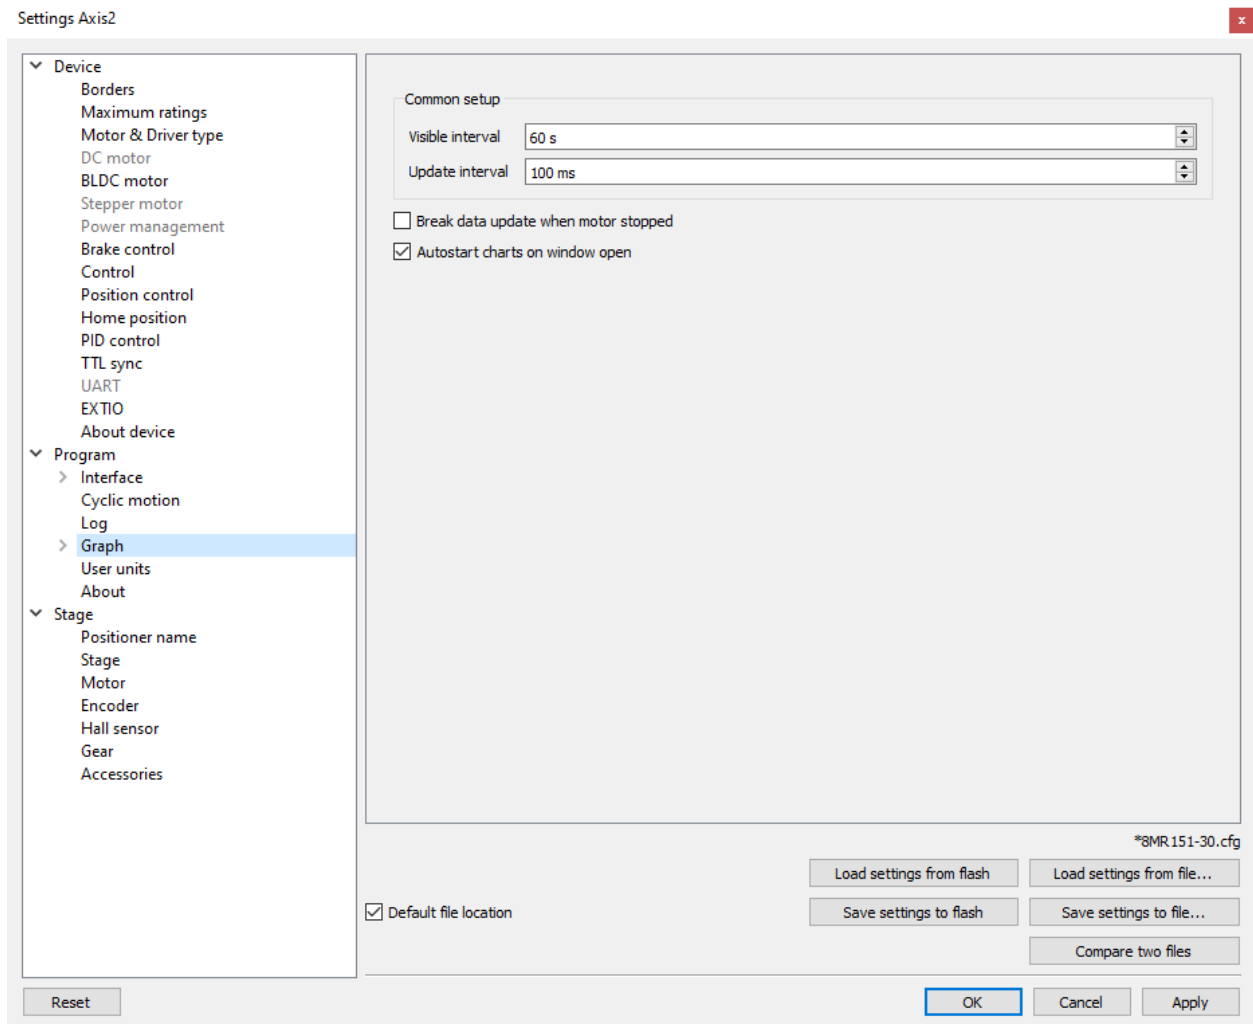 Settings Axis2
x
Device
Borders
Maximum ratings
Motor & Driver type
DC motor
BLDC motor
Stepper motor
Power management
Brake control
Control
Position control
Home position
PID control
TTL sync
UART
EXTIO
About device
Program
Interface
Cyclic motion
Log
Graph
User units
About
Stage
Positioner name
Stage
Motor
Encoder
Hall sensor
Gear
Accessories
Common setup
Visible interval 60 s
Update interval 100 ms
Break data update when motor stopped
Autostart charts on window open
*8MR151-30.cfg
Load settings from flash Load settings from file...
Default file location Save settings to flash Save settings to file...
Compare two files
Reset OK Cancel Apply